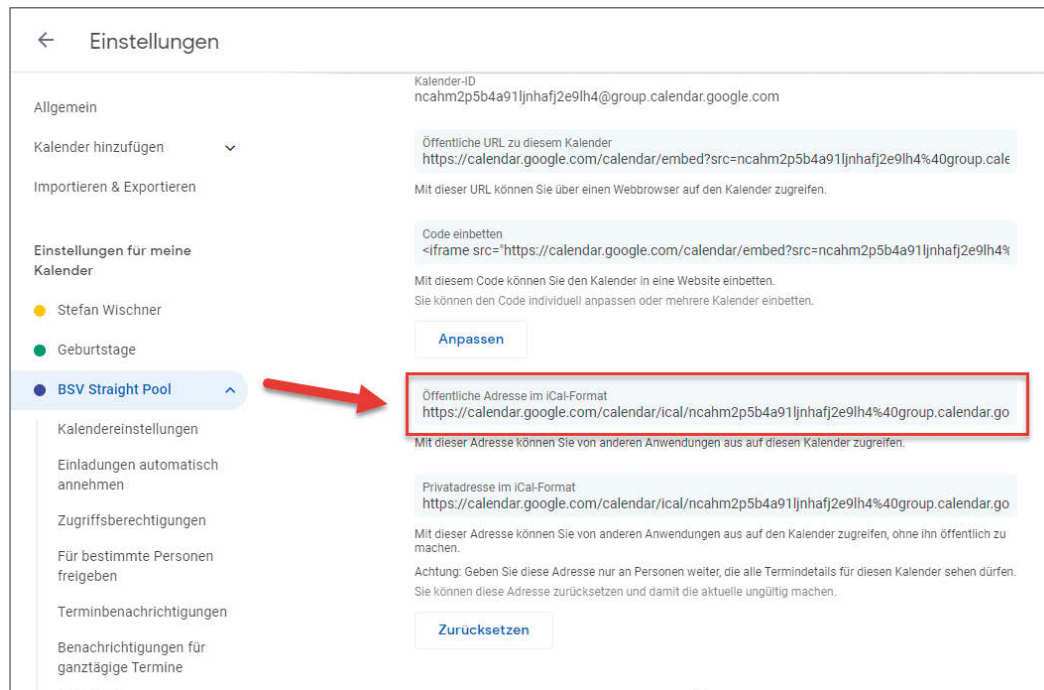 Einstellungen
Allgemein
Kalender hinzufügen
Importieren & Exportieren
Einstellungen für meine
Kalender
Stefan Wischner
Geburtstage
BSV Straight Pool
Kalendereinstellungen
Einladungen automatisch
annehmen
Zugriffsberechtigungen
Für bestimmte Personen
freigeben
Terminbenachrichtigungen
Benachrichtigungen für
ganztägige Termine
Kalender-ID
ncahm2p5b4a91ljnhafj2e9lh4@group.calendar.google.com
Öffentliche URL zu diesem Kalender
https://calendar.google.com/calendar/embed?src=ncahm2p5b4a91ljnhafj2e9lh4%40group.cale
Mit dieser URL können Sie über einen Webbrowser auf den Kalender zugreifen.
Code einbetten
<iframe src="https://calendar.google.com/calendar/embed?src=ncahm2p5b4a91ljnhafj2e9lh4%
Mit diesem Code können Sie den Kalender in eine Website einbetten.
Sie können den Code individuell anpassen oder mehrere Kalender einbetten.
Anpassen
Öffentliche Adresse im iCal-Format
https://calendar.google.com/calendar/ical/ncahm2p5b4a91ljnhafj2e9lh4%40group.calendar.go
Mit dieser Adresse können Sie von anderen Anwendungen aus auf diesen Kalender zugreifen.
Privatadresse im iCal-Format
https://calendar.google.com/calendar/ical/ncahm2p5b4a91ljnhafj2e9lh4%40group.calendar.go
Mit dieser Adresse können Sie von anderen Anwendungen aus auf den Kalender zugreifen, ohne ihn öffentlich zu
machen.
Achtung: Geben Sie diese Adresse nur an Personen weiter, die alle Termindetails für diesen Kalender sehen dürfen.
Sie können diese Adresse zurücksetzen und damit die aktuelle ungültig machen.
Zurücksetzen